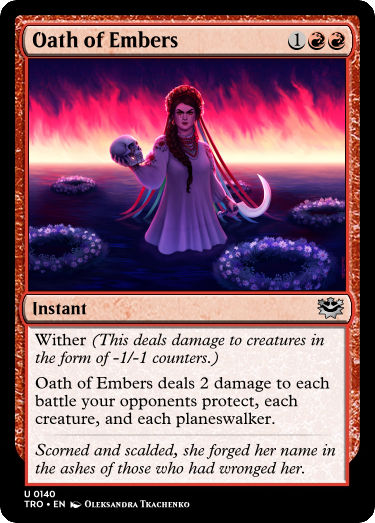 Oath of Embers 1
Instant
Wither (This deals damage to creatures in
the form of -1/-1 counters.)
Oath of Embers deals 2 damage to each
battle your opponents protect, each
creature, and each planeswalker.
Scorned and scalded, she forged her name in
the ashes of those who had wronged her.
U 0140
TRO • EN Oleksandra Tkachenko